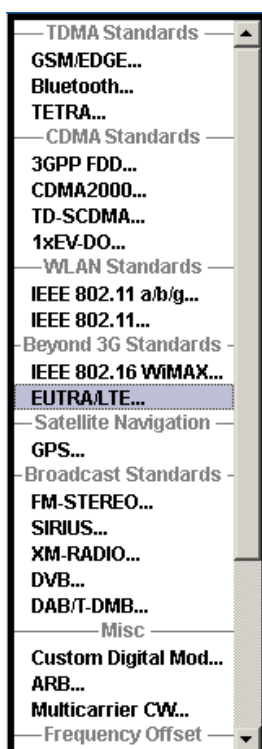 TDMA Standards
GSM/EDGE...
Bluetooth...
TETRA...
CDMA Standards
3GPP FDD...
CDMA2000...
TD-SCDMA...
1xEV-DO...
WLAN Standards
IEEE 802.11 a/b/g...
IEEE 802.11...
Beyond 3G Standards
IEEE 802.16 WiMAX...
EUTRA/LTE...
Satellite Navigation
GPS...
Broadcast Standards
FM-STEREO...
SIRIUS...
XM-RADIO...
DVB...
DAB/T-DMB...
Misc
Custom Digital Mod...
ARB...
Multicarrier CW...
Frequency Offset